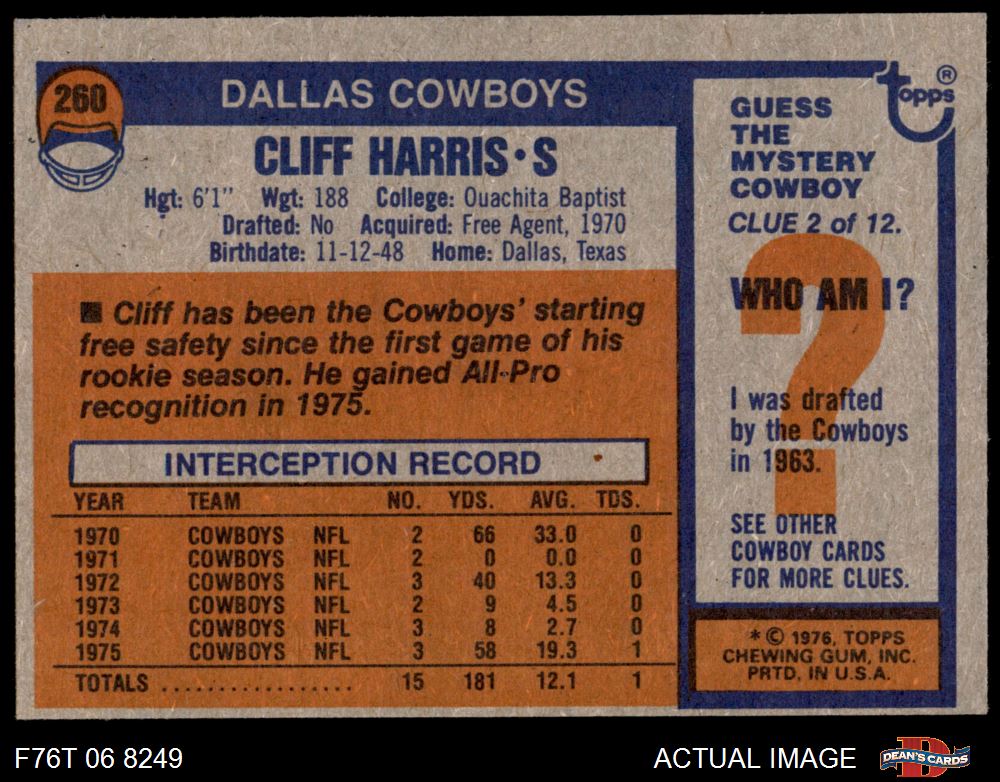 260
DALLAS COWBOYS
CLIFF HARRIS • S
Hgt: 6'1" Wgt: 188 College: Ouachita Baptist
Drafted: No Acquired: Free Agent, 1970
Birthdate: 11-12-48 Home: Dallas, Texas
■ Cliff has been the Cowboys' starting
free safety since the first game of his
rookie season. He gained All-Pro
recognition in 1975.
INTERCEPTION RECORD
YEAR TEAM NO. YDS. AVG. TDS.
1970 COWBOYS NFL 2 66 33.0 0
1971 COWBOYS NFL 2 0 0.0 0
1972 COWBOYS NFL 3 40 13.3 0
1973 COWBOYS NFL 2 9 4.5 0
1974 COWBOYS NFL 3 8 2.7 0
1975 COWBOYS NFL 3 58 19.3 1
TOTALS .................. 15 181 12.1 1
topps ®
GUESS
THE
MYSTERY
COWBOY
CLUE 2 of 12.
?
WHO AM I?
I was drafted
by the Cowboys
in 1963.
SEE OTHER
COWBOY CARDS
FOR MORE CLUES.
* © 1976, TOPPS
CHEWING GUM, INC.
PRTD. IN U.S.A.
F76T 06 8249
ACTUAL IMAGE
D
DEAN'S CARDS